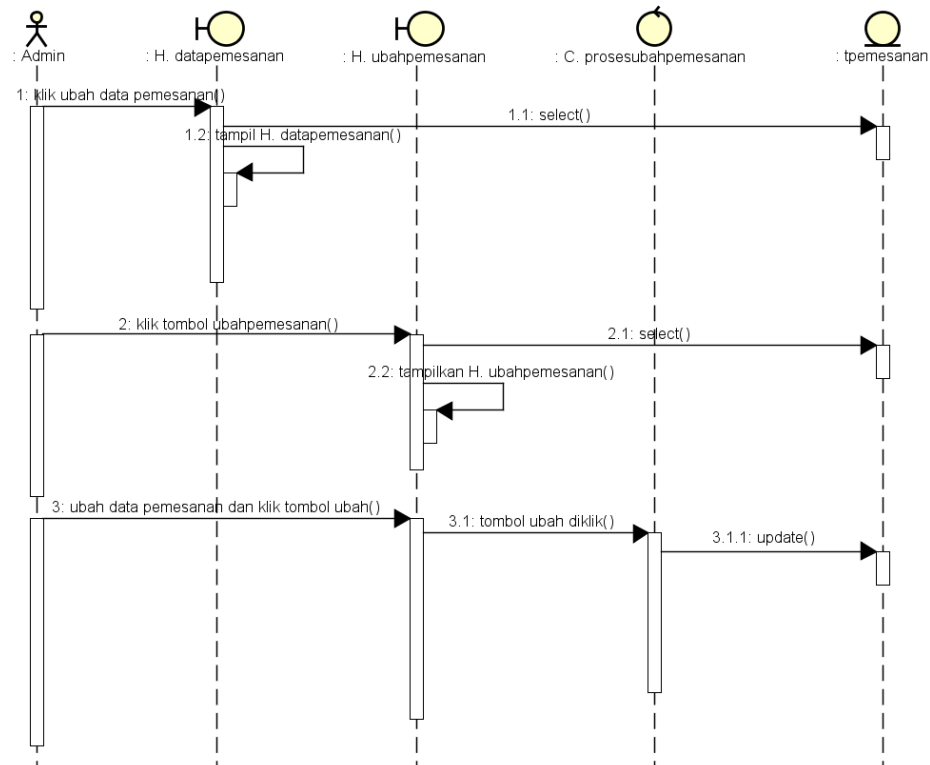 : Admin
: H. datapemesanan
: H. ubahpemesanan
: C. prosesubahpemesanan
: tpemesanan
1: klik ubah data pemesanan()
1.1: select()
1.2: tampil H. datapemesanan()
2: klik tombol ubahpemesanan()
2.1: select()
2.2: tampilkan H. ubahpemesanan()
3: ubah data pemesanan dan klik tombol ubah()
3.1: tombol ubah diklik()
3.1.1: update()